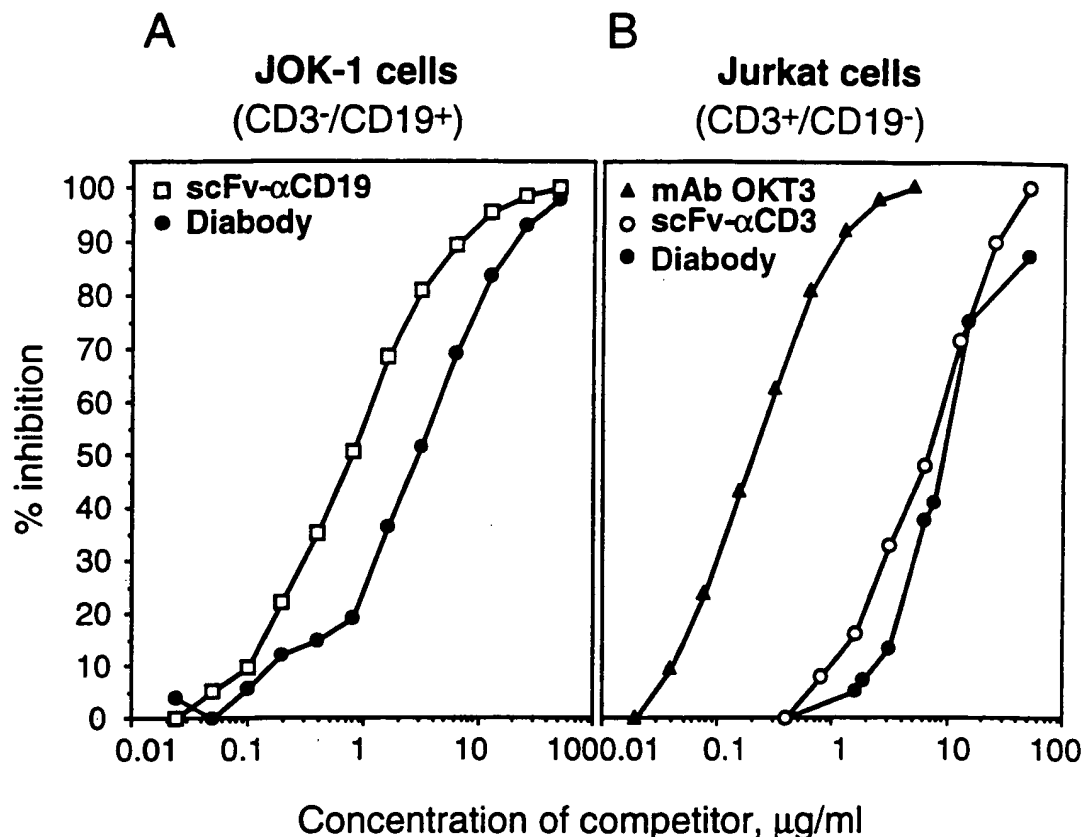 A
JOK-1 cells
(CD3-/CD19+)
B
Jurkat cells
(CD3+/CD19-)
% inhibition
100
90
80
70
60
50
40
30
20
10
0
scFv-αCD19
Diabody
mAb OKT3
scFv-αCD3
Diabody
0.01 0.1 1 10 100
0.01 0.1 1 10 100
Concentration of competitor, μg/ml